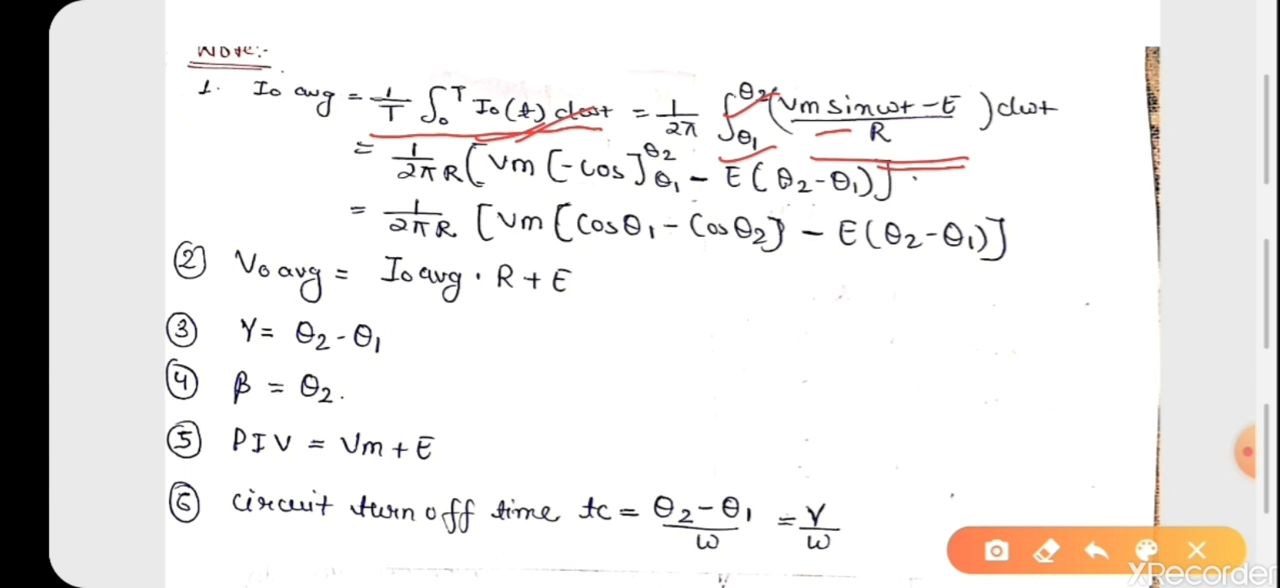 NOTE:-
1. Io avg = 1/T ∫₀ᵀ Io(t) dωt = 1/2π ∫θ₁^θ₂ (Vm sinωt - E / R) dωt
= 1/2πR [Vm [-cos]θ₁^θ₂ - E(θ₂-θ₁)]
= 1/2πR [Vm [cosθ₁ - cosθ₂} - E(θ₂-θ₁)]
② Vo avg = Io avg · R + E
③ γ = θ₂ - θ₁
④ β = θ₂.
⑤ PIV = Vm + E
⑥ circuit turn off time tc = θ₂-θ₁/ω = γ/ω
XRecorder